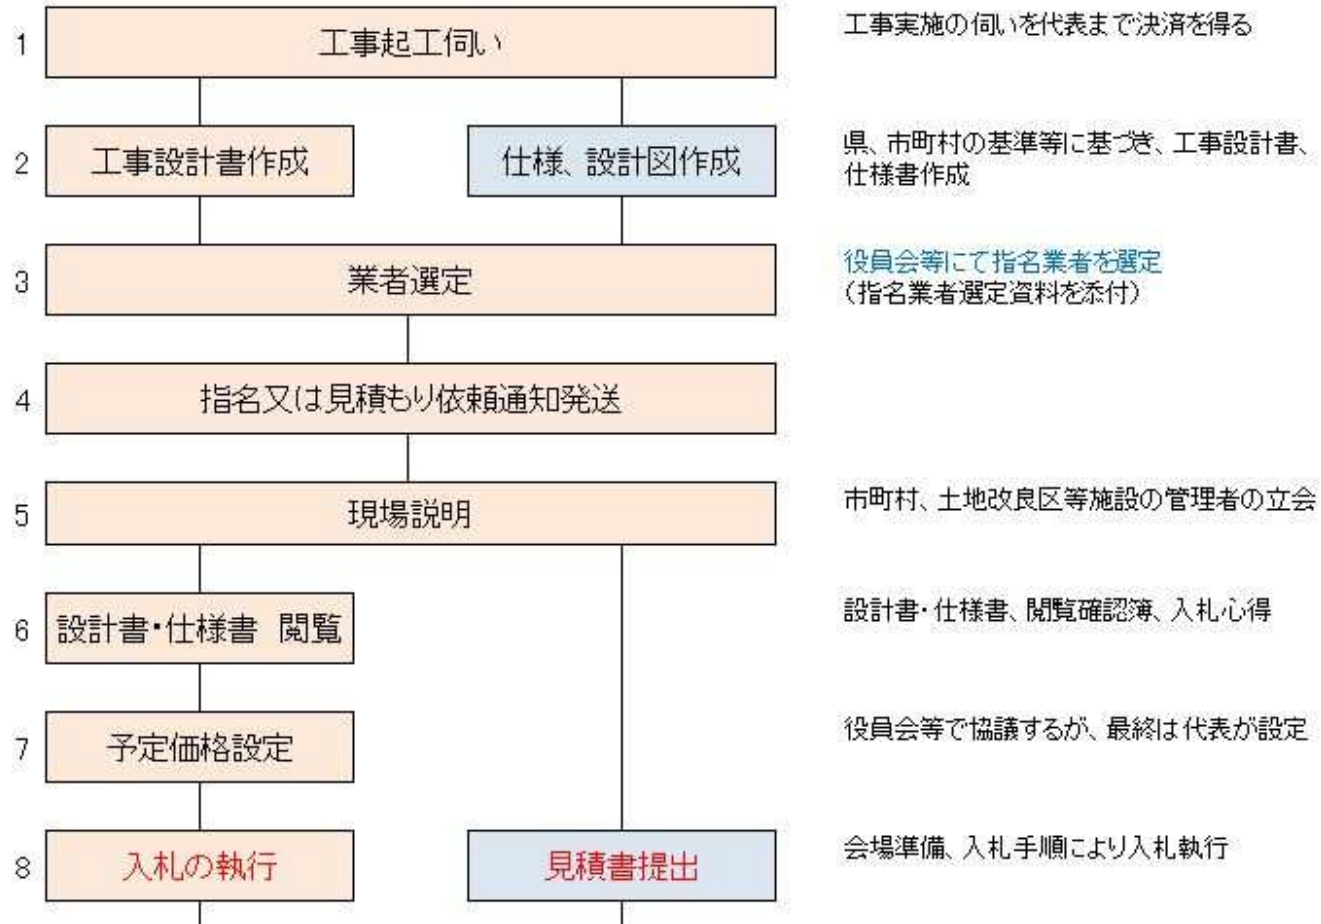 1
工事起工伺い
工事実施の伺いを代表まで決済を得る
2
工事設計書作成
仕様、設計図作成
県、市町村の基準等に基づき、工事設計書、
仕様書作成
3
業者選定
役員会等にて指名業者を選定
（指名業者選定資料を添付）
4
指名又は見積もり依頼通知発送
5
現場説明
市町村、土地改良区等施設の管理者の立会
6
設計書・仕様書　閲覧
設計書・仕様書、閲覧確認簿、入札心得
7
予定価格設定
役員会等で協議するが、最終は代表が設定
8
入札の執行
見積書提出
会場準備、入札手順により入札執行